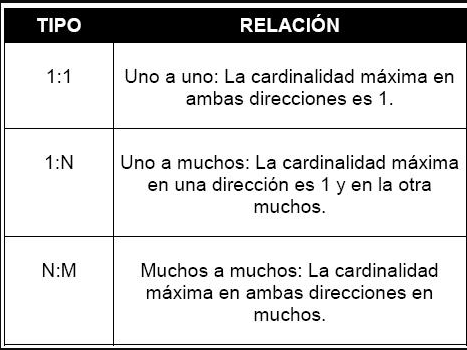 TIPO RELACIÓN
1:1 Uno a uno: La cardinalidad máxima en
ambas direcciones es 1.
1:N Uno a muchos: La cardinalidad máxima
en una dirección es 1 y en la otra
muchos.
N:M Muchos a muchos: La cardinalidad
máxima en ambas direcciones en
muchos.